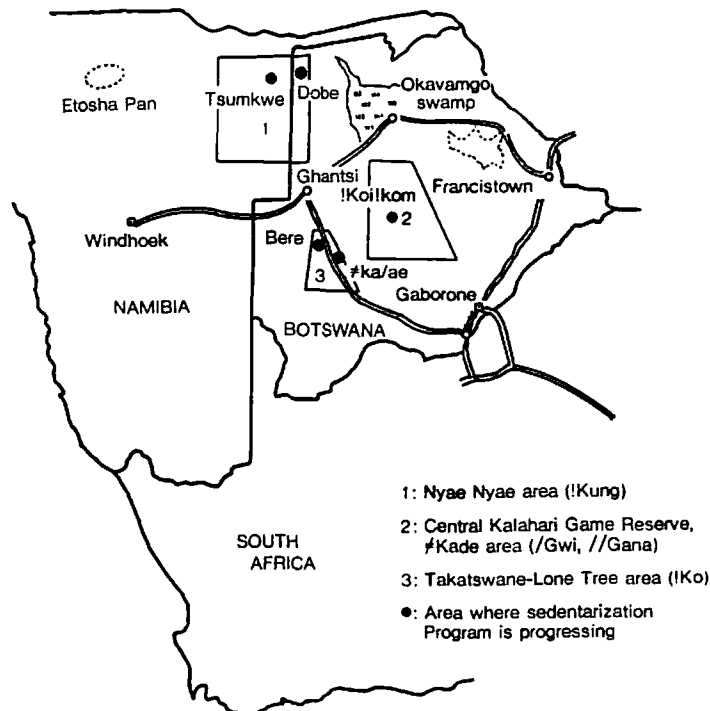 Etosha Pan
Tsumkwe
Dobe
1
Okavamgo
swamp
Ghantsi
!Koi!kom
2
Francistown
Windhoek
Bere
≠ka/ae
3
Gaborone
NAMIBIA
BOTSWANA
SOUTH
AFRICA
1: Nyae Nyae area (!Kung)
2: Central Kalahari Game Reserve,
≠Kade area (/Gwi, //Gana)
3: Takatswane-Lone Tree area (!Ko)
●: Area where sedentarization
Program is progressing